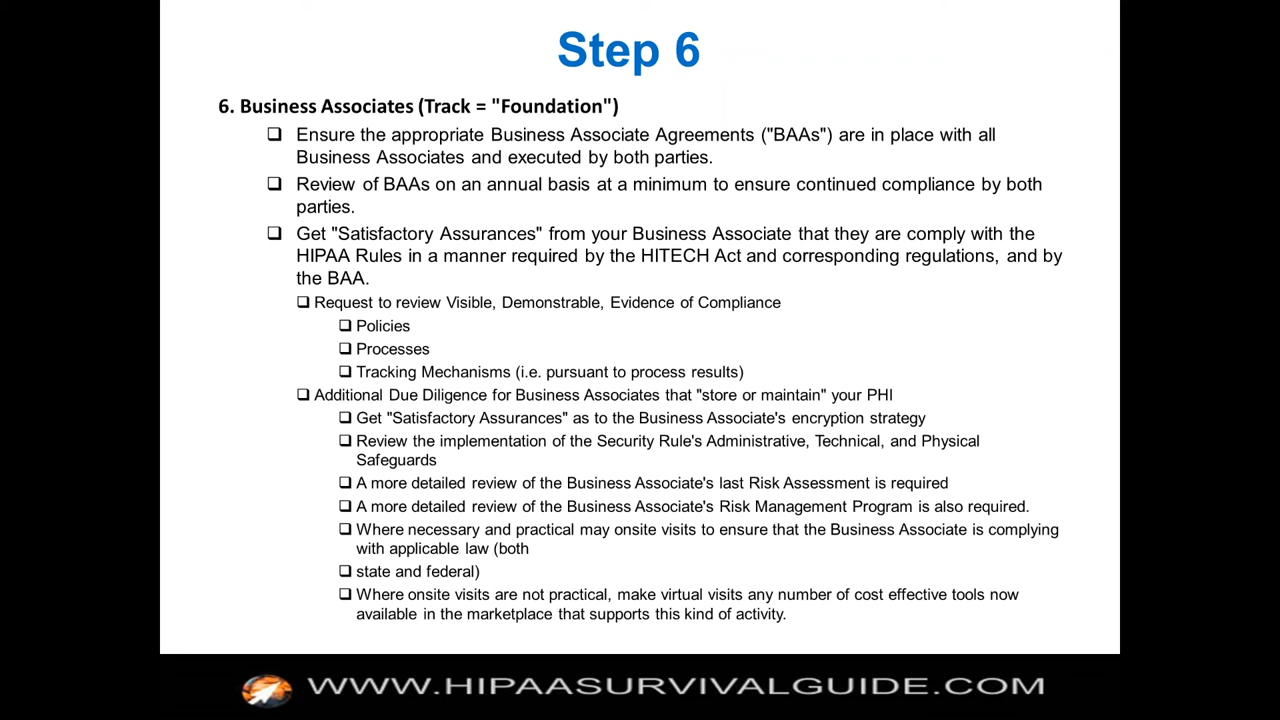 Step 6
6. Business Associates (Track = "Foundation")
❑ Ensure the appropriate Business Associate Agreements ("BAAs") are in place with all
Business Associates and executed by both parties.
❑ Review of BAAs on an annual basis at a minimum to ensure continued compliance by both
parties.
❑ Get "Satisfactory Assurances" from your Business Associate that they are comply with the
HIPAA Rules in a manner required by the HITECH Act and corresponding regulations, and by
the BAA.
❑ Request to review Visible, Demonstrable, Evidence of Compliance
❑ Policies
❑ Processes
❑ Tracking Mechanisms (i.e. pursuant to process results)
❑ Additional Due Diligence for Business Associates that "store or maintain" your PHI
❑ Get "Satisfactory Assurances" as to the Business Associate's encryption strategy
❑ Review the implementation of the Security Rule's Administrative, Technical, and Physical
Safeguards
❑ A more detailed review of the Business Associate's last Risk Assessment is required
❑ A more detailed review of the Business Associate's Risk Management Program is also required.
❑ Where necessary and practical may onsite visits to ensure that the Business Associate is complying
with applicable law (both
❑ state and federal)
❑ Where onsite visits are not practical, make virtual visits any number of cost effective tools now
available in the marketplace that supports this kind of activity.
WWW.HIPAASURVIVALGUIDE.COM